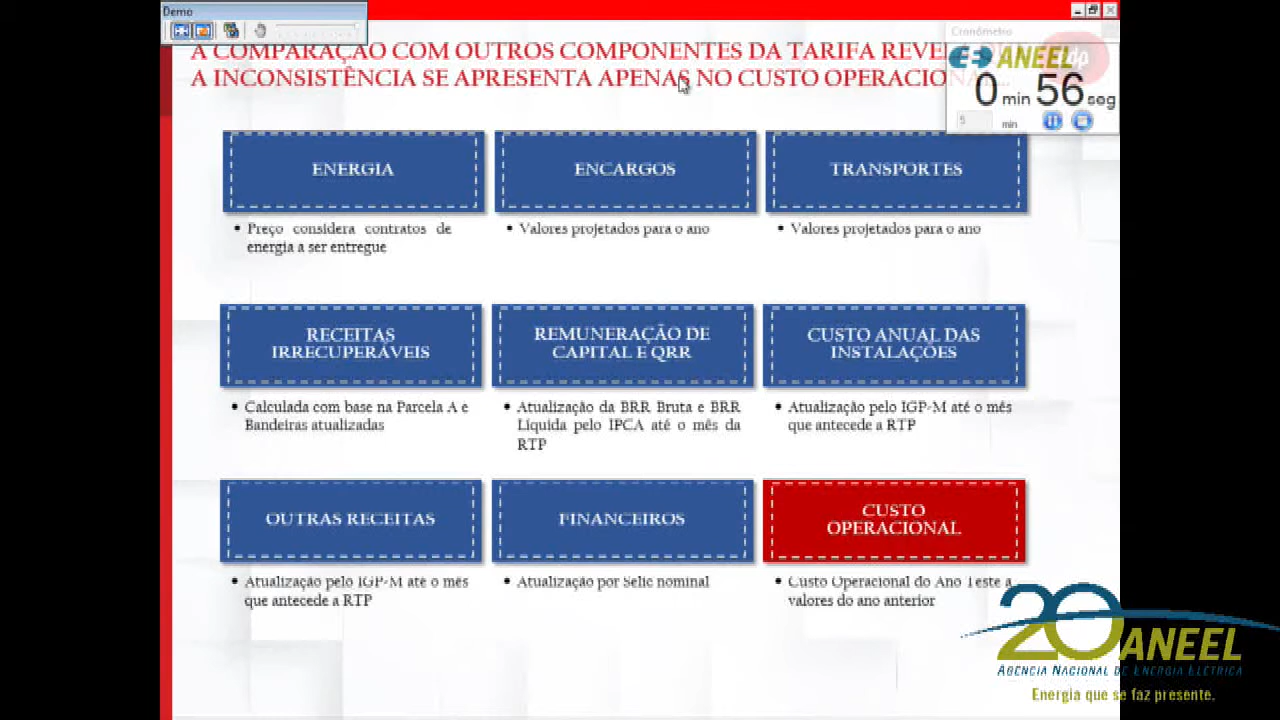 Demo
A COMPARAÇÃO COM OUTROS COMPONENTES DA TARIFA REVE
A INCONSISTÊNCIA SE APRESENTA APENAS NO CUSTO OPERACION
Cronômetro
ANEEL
edp
0 min 56 seg
5 min
ENERGIA
• Preço considera contratos de
energia a ser entregue
ENCARGOS
• Valores projetados para o ano
TRANSPORTES
• Valores projetados para o ano
RECEITAS
IRRECUPERÁVEIS
• Calculada com base na Parcela A e
Bandeiras atualizadas
REMUNERAÇÃO DE
CAPITAL E QRR
• Atualização da BRR Bruta e BRR
Líquida pelo IPCA até o mês da
RTP
CUSTO ANUAL DAS
INSTALAÇÕES
• Atualização pelo IGP-M até o mês
que antecede a RTP
OUTRAS RECEITAS
• Atualização pelo IGP-M até o mês
que antecede a RTP
FINANCEIROS
• Atualização por Selic nominal
CUSTO
OPERACIONAL
• Custo Operacional do Ano Teste a
valores do ano anterior
20 ANEEL
AGÊNCIA NACIONAL DE ENERGIA ELÉTRICA
Energia que se faz presente.